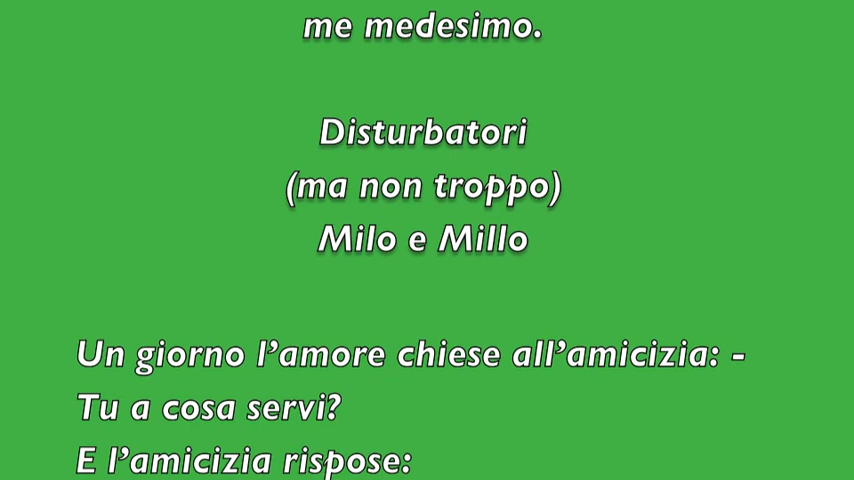 me medesimo.
Disturbatori
(ma non troppo)
Milo e Millo
Un giorno l’amore chiese all’amicizia: -
Tu a cosa servi?
E l’amicizia rispose: